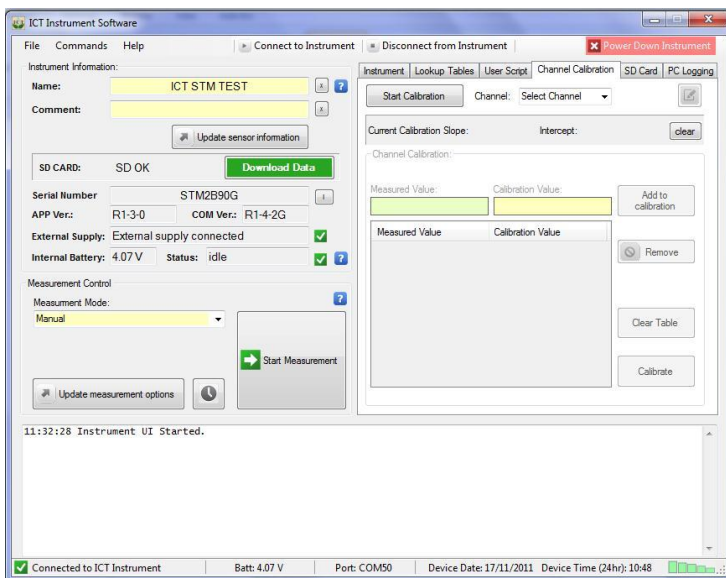 ICT Instrument Software
File Commands Help
Connect to Instrument
Disconnect from Instrument
X Power Down Instrument
Instrument Information:
Name: ICT STM TEST x ?
Comment: x
Update sensor information
SD CARD: SD OK Download Data
Serial Number STM2B90G i
APP Ver.: R1-3-0 COM Ver.: R1-4-2G
External Supply: External supply connected
Internal Battery: 4.07 V Status: idle ?
Measurement Control
Measurment Mode: ?
Manual
Start Measurement
Update measurement options
Instrument Lookup Tables User Script Channel Calibration SD Card PC Logging
Start Calibration Channel: Select Channel
Current Calibration Slope: Intercept: clear
Channel Calibration:
Measured Value: Calibration Value:
Add to
calibration
Measured Value Calibration Value
Remove
Clear Table
Calibrate
11:32:28 Instrument UI Started.
Connected to ICT Instrument Batt: 4.07 V Port: COM50 Device Date: 17/11/2011 Device Time (24hr): 10:48